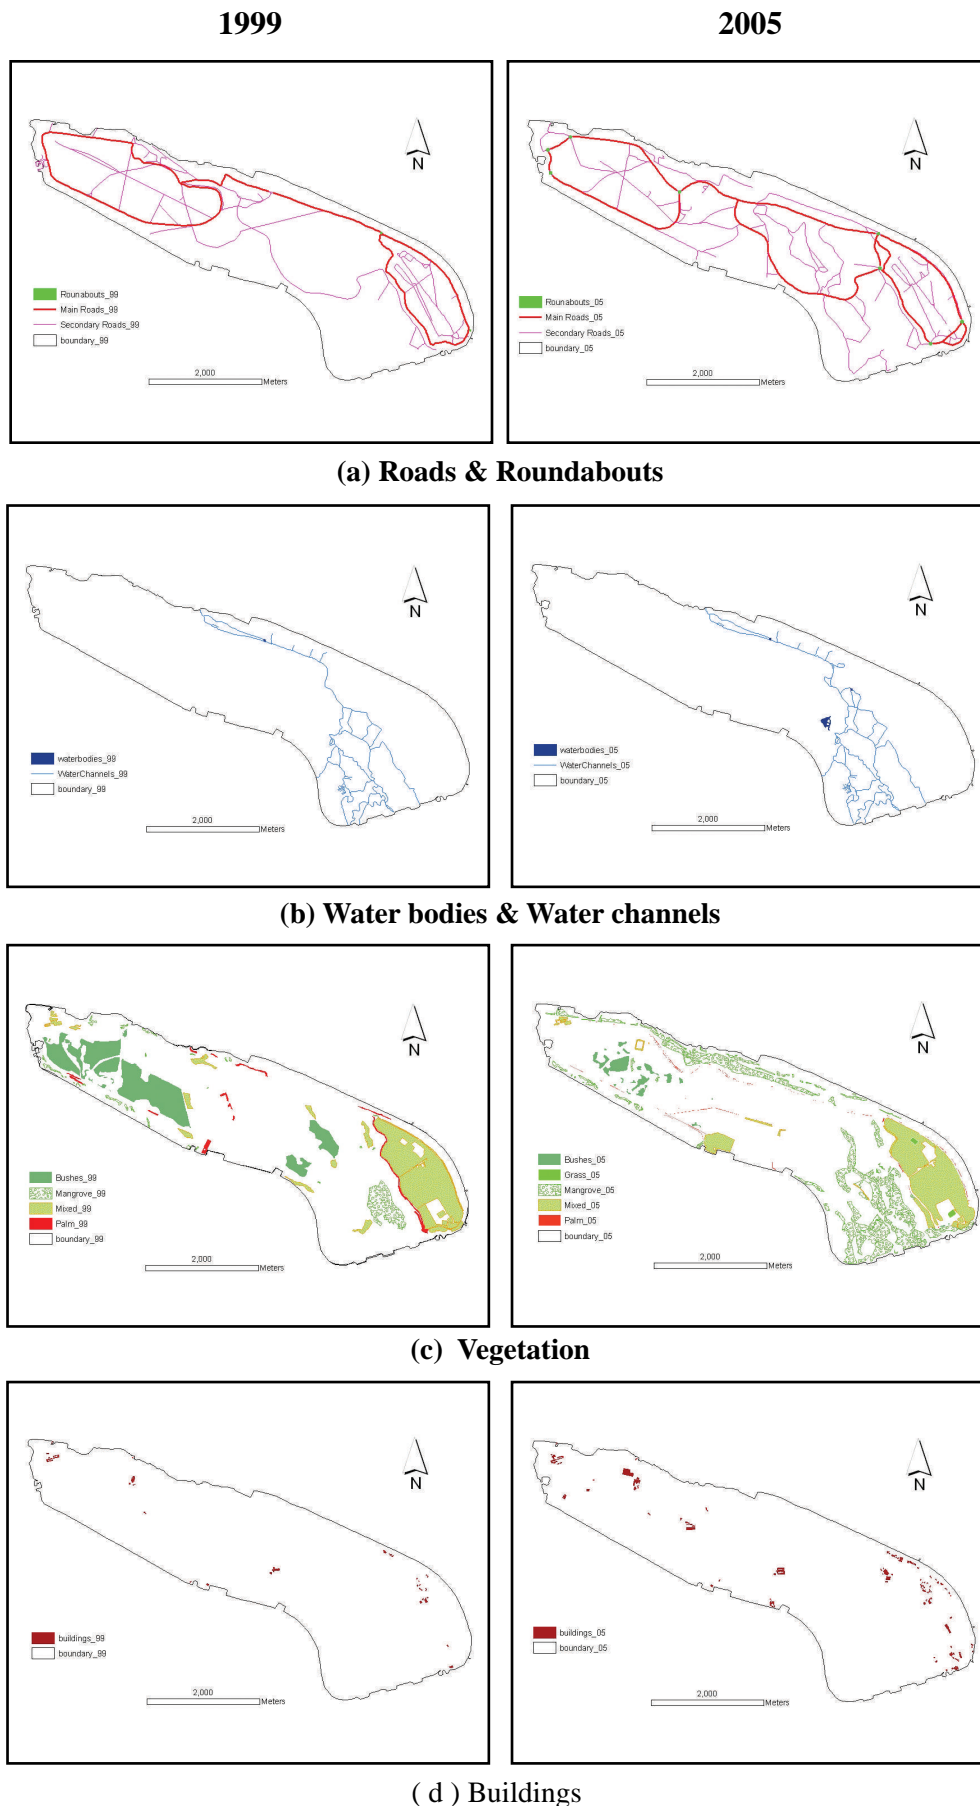 1999
2005
N
Rounabouts_99
Main Roads_99
Secondary Roads_99
boundary_99
2,000
Meters
N
Rounabouts_05
Main Roads_05
Secondary Roads_05
boundary_05
2,000
Meters
(a) Roads & Roundabouts
N
waterbodies_99
WaterChannels_99
boundary_99
2,000
Meters
N
waterbodies_05
WaterChannels_05
boundary_05
2,000
Meters
(b) Water bodies & Water channels
N
Bushes_99
Mangrove_99
Mixed_99
Palm_99
boundary_99
2,000
Meters
N
Bushes_05
Grass_05
Mangrove_05
Mixed_05
Palm_05
boundary_05
2,000
Meters
(c) Vegetation
N
buildings_99
boundary_99
2,000
Meters
N
buildings_05
boundary_05
2,000
Meters
( d ) Buildings